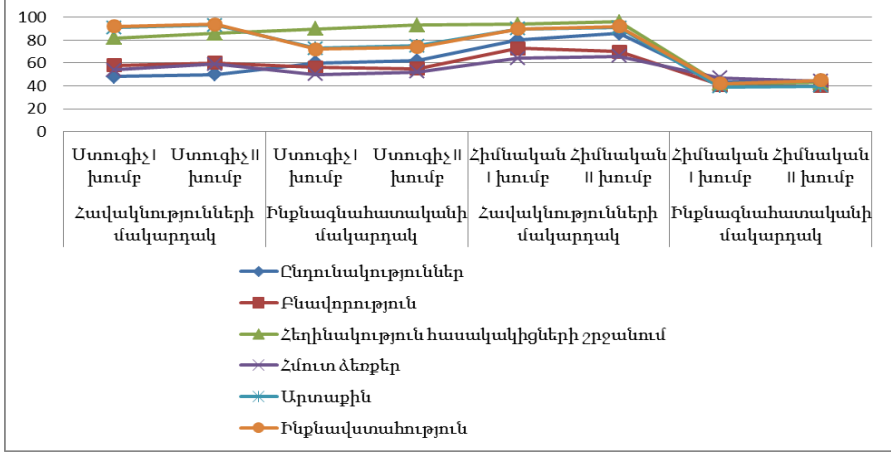 100
80
60
40
20
0
Ստուգիչ I խումբ
Ստուգիչ II խումբ
Ստուգիչ I խումբ
Ստուգիչ II խումբ
Հիմնական I խումբ
Հիմնական II խումբ
Հիմնական I խումբ
Հիմնական II խումբ
Հավակնությունների մակարդակ
Ինքնագնահատականի մակարդակ
Հավակնությունների մակարդակ
Ինքնագնահատականի մակարդակ
Ընդունակություններ
Բնավորություն
Հեղինակություն հասակակիցների շրջանում
Հմուտ ձեռքեր
Արտաքին
Ինքնավստահություն